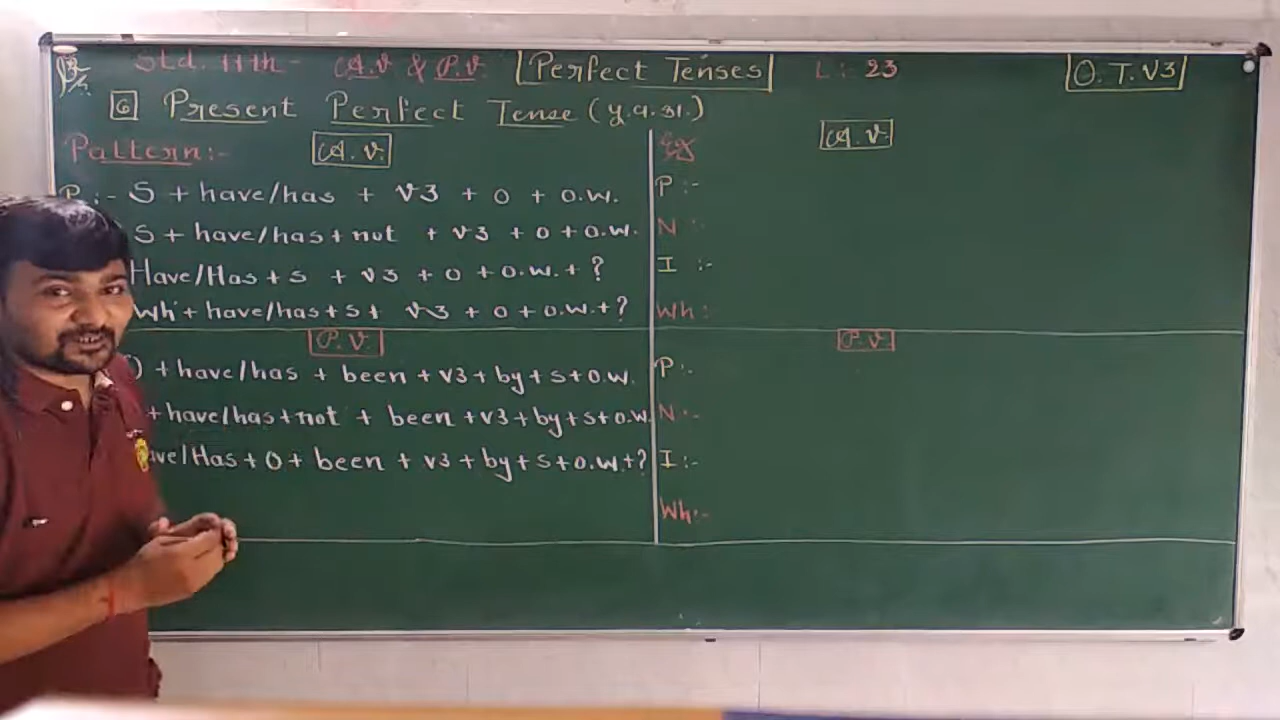 Std. 11th - A.V & P.V. Perfect Tenses L:- 23 O.T.V3
6 Present Perfect Tense (પૂ.વ.કા.)
Pattern:- A.V.
P:- S + have/has + V3 + O + O.W.
S + have/has + not + V3 + O + O.W.
Have/Has + S + V3 + O + O.W. + ?
Wh + have/has + S + V3 + O + O.W. + ?
P.V.
O + have/has + been + V3 + by + S + O.W.
+ have/has + not + been + V3 + by + S + O.W.
ave/Has + O + been + V3 + by + S + O.W. + ?
Ex A.V.
P:-
N:-
I:-
Wh:
P.V.
P:-
N:-
I:-
Wh:-